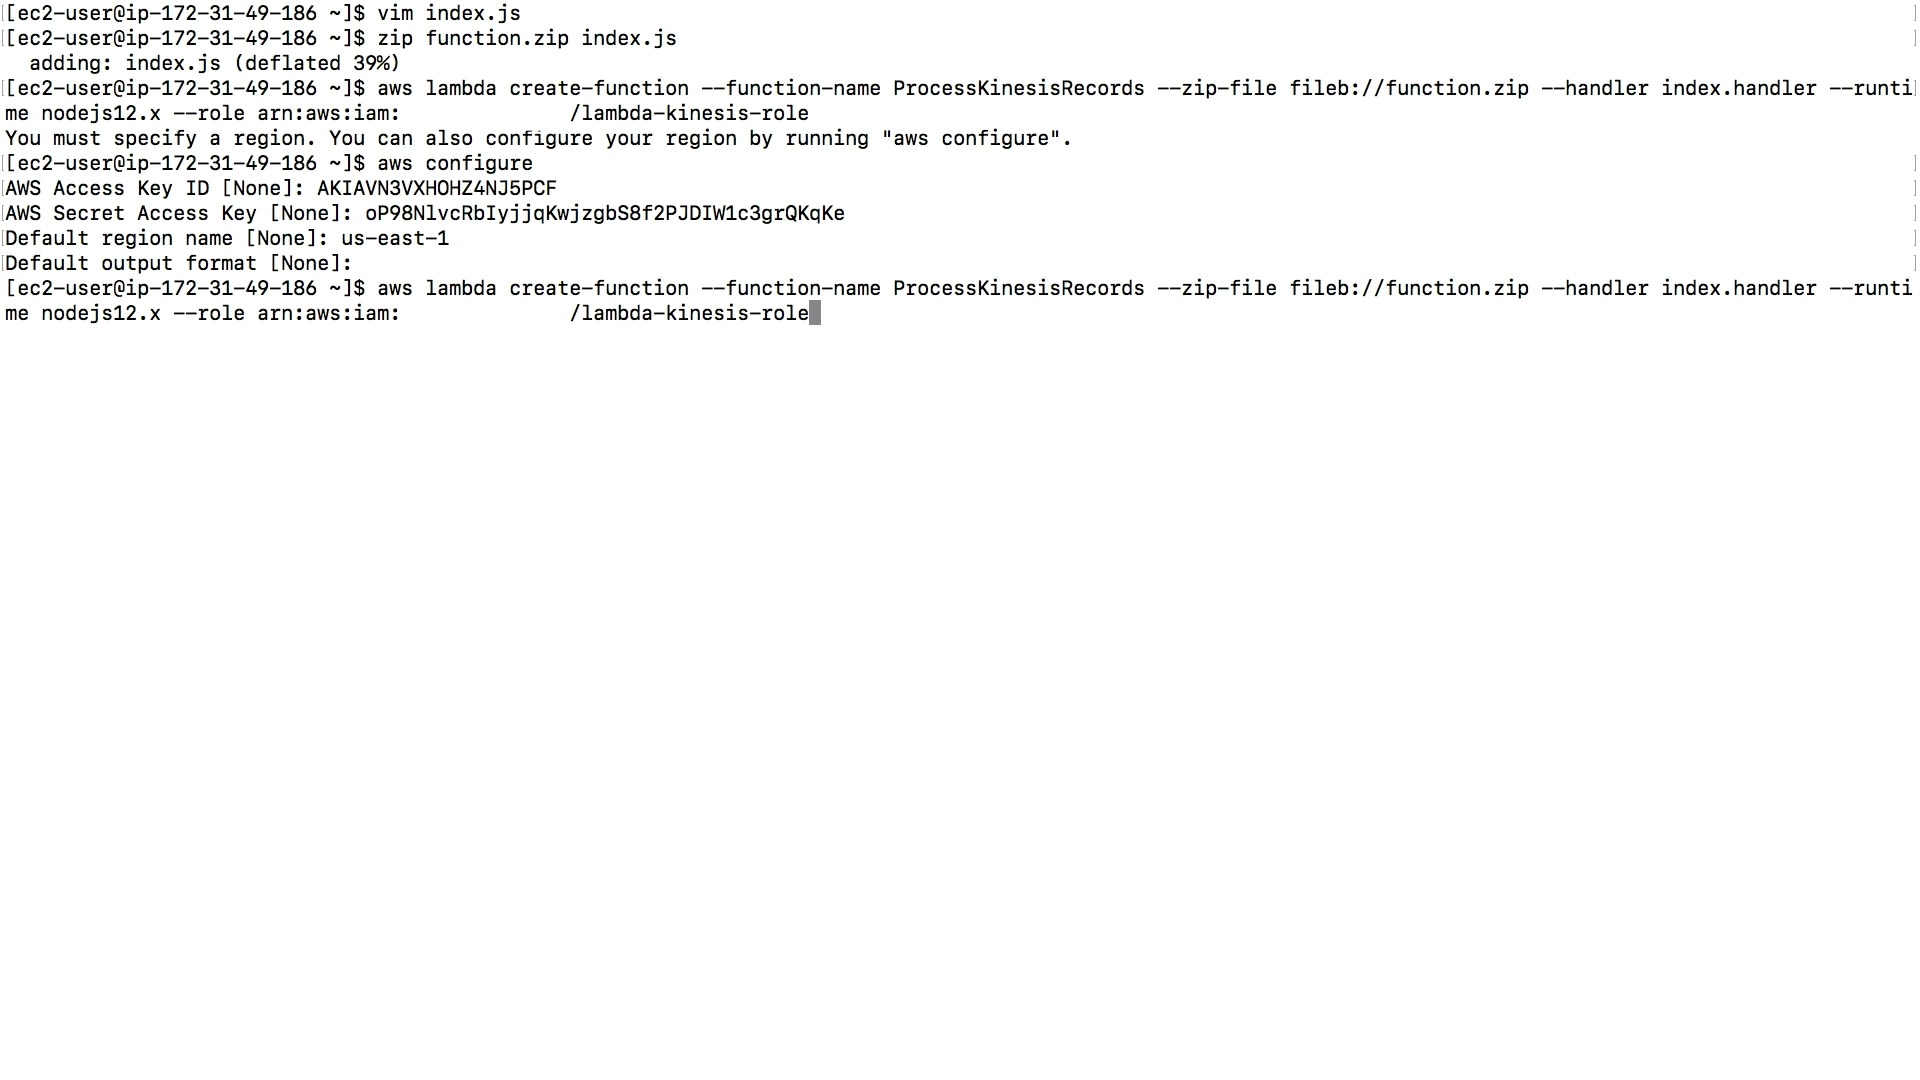 [ec2-user@ip-172-31-49-186 ~]$ vim index.js
[ec2-user@ip-172-31-49-186 ~]$ zip function.zip index.js
  adding: index.js (deflated 39%)
[ec2-user@ip-172-31-49-186 ~]$ aws lambda create-function --function-name ProcessKinesisRecords --zip-file fileb://function.zip --handler index.handler --runti
me nodejs12.x --role arn:aws:iam: /lambda-kinesis-role
You must specify a region. You can also configure your region by running "aws configure".
[ec2-user@ip-172-31-49-186 ~]$ aws configure
AWS Access Key ID [None]: AKIAVN3VXHOHZ4NJ5PCF
AWS Secret Access Key [None]: oP98NlvcRbIyjjqKwjzgbS8f2PJDIW1c3grQKqKe
Default region name [None]: us-east-1
Default output format [None]:
[ec2-user@ip-172-31-49-186 ~]$ aws lambda create-function --function-name ProcessKinesisRecords --zip-file fileb://function.zip --handler index.handler --runti
me nodejs12.x --role arn:aws:iam: /lambda-kinesis-role